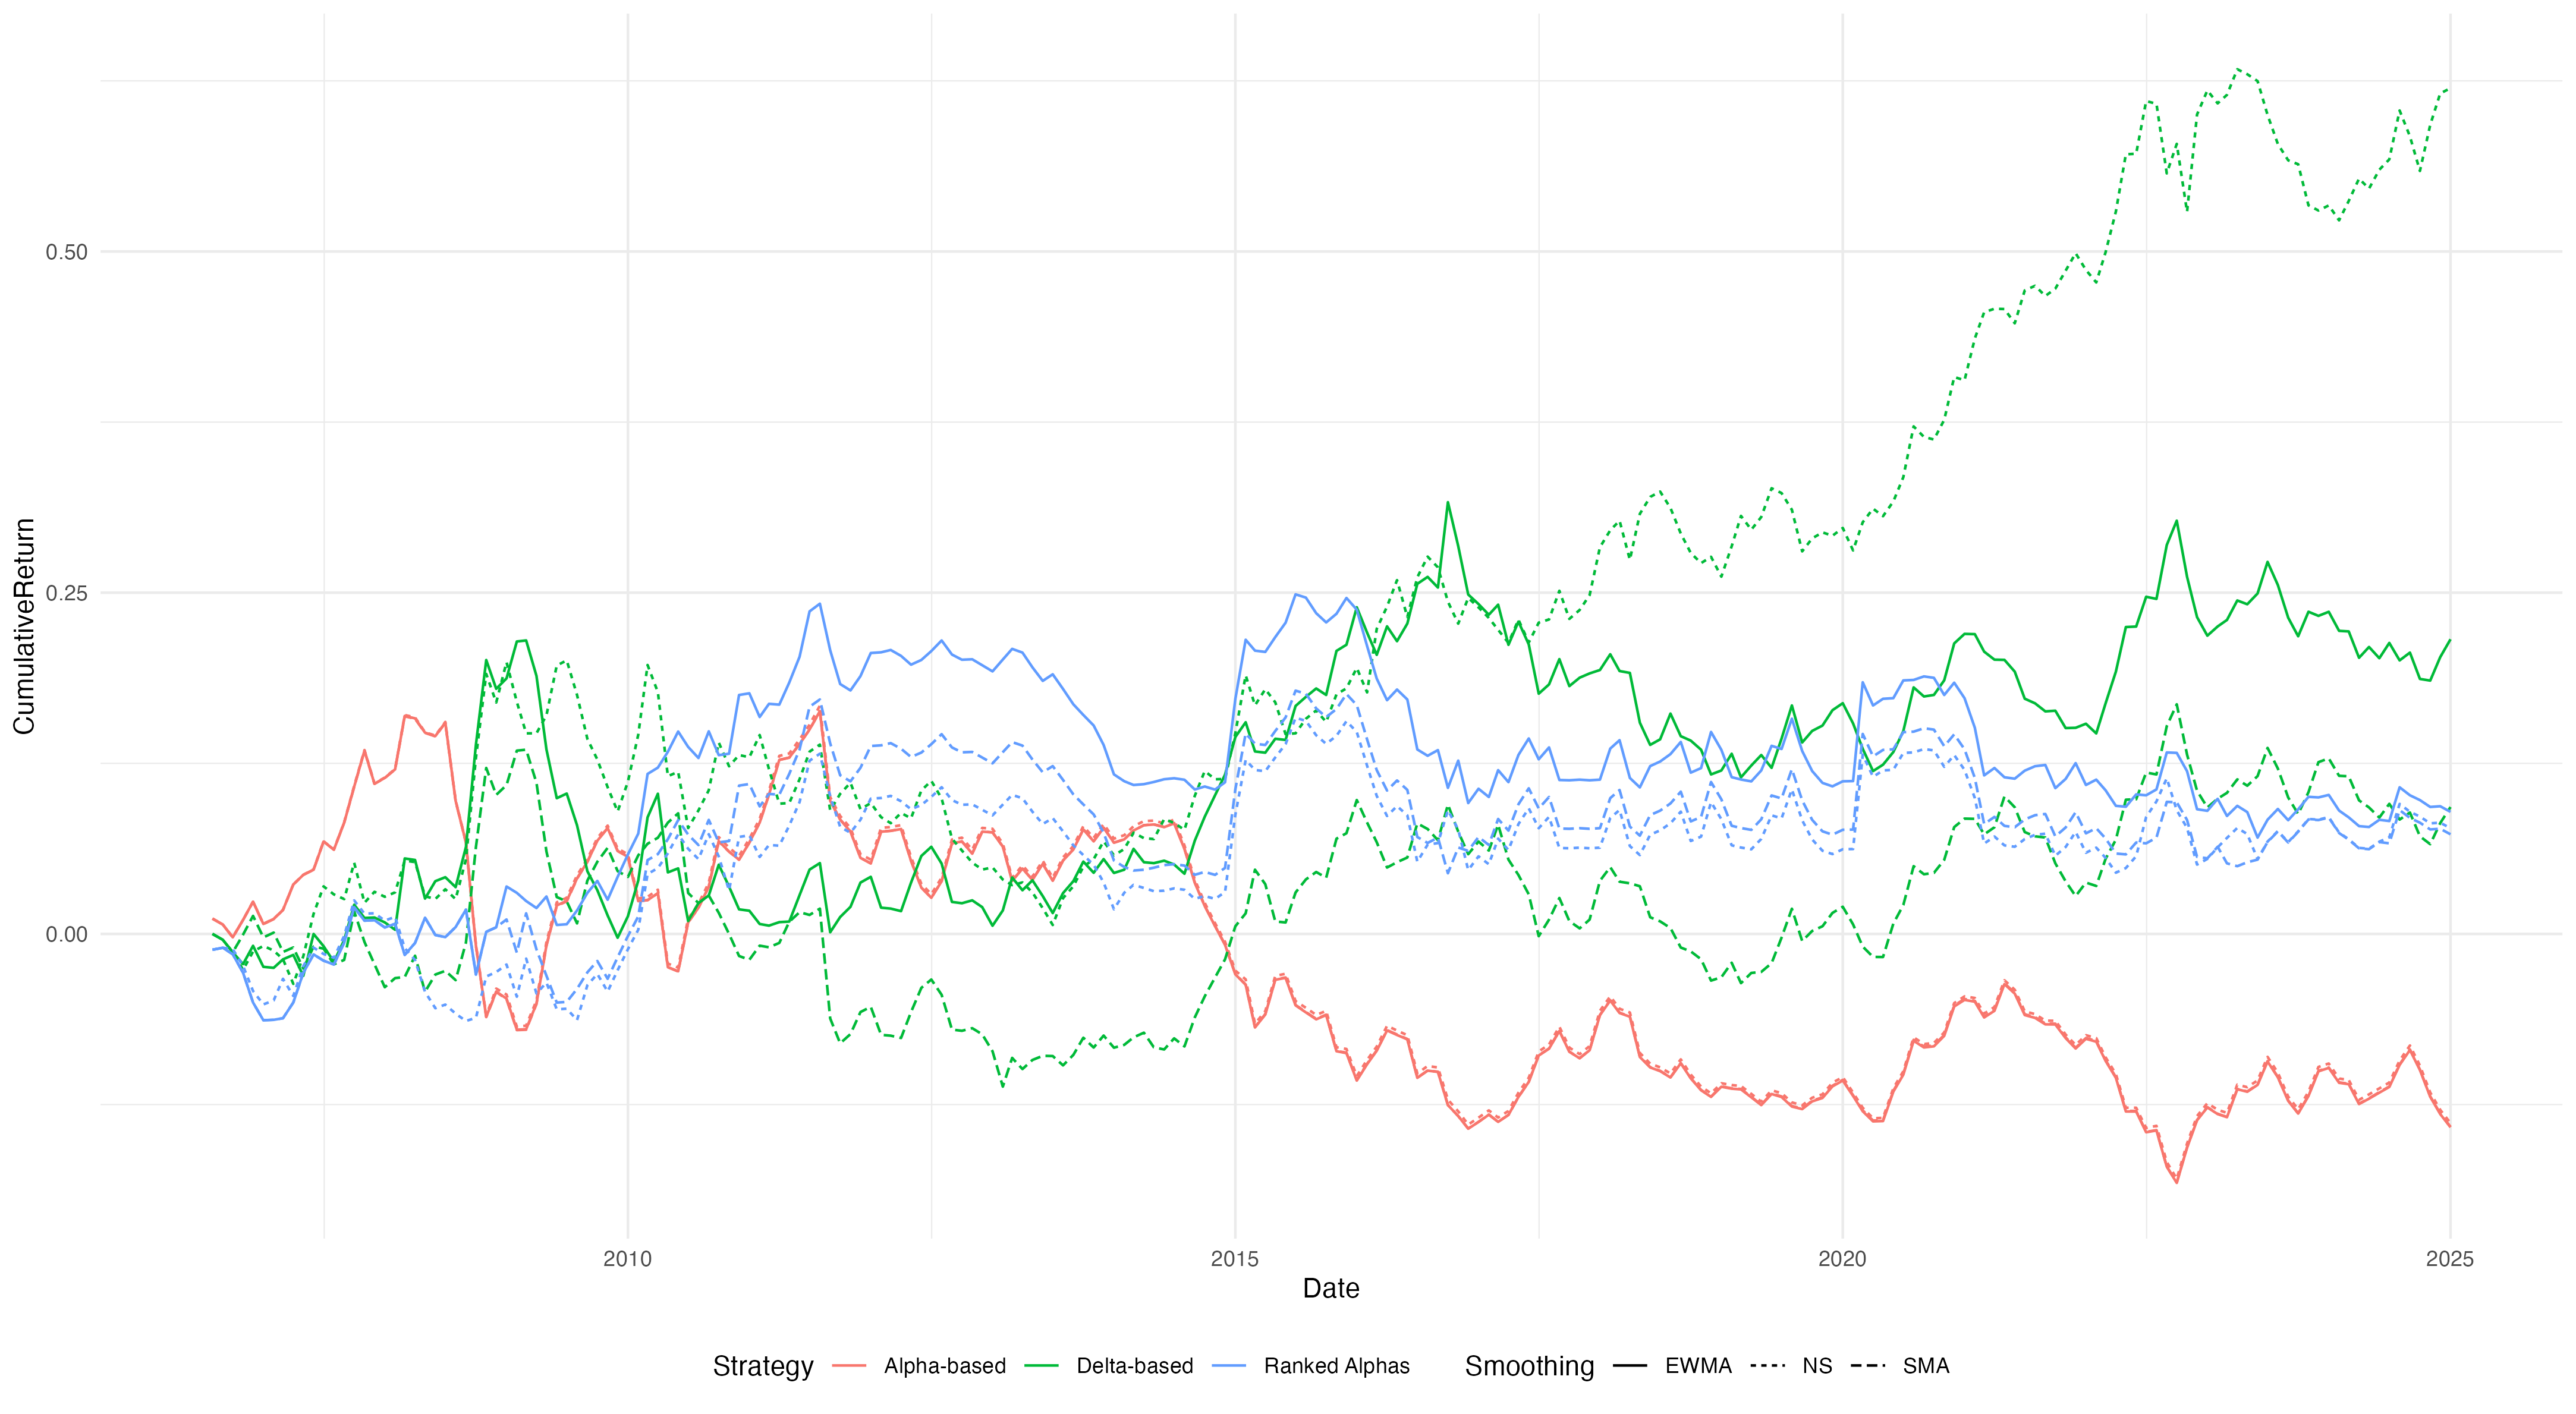 CumulativeReturn
0.50
0.25
0.00
2010 2015 2020 2025
Date
Strategy Alpha-based Delta-based Ranked Alphas Smoothing EWMA NS SMA